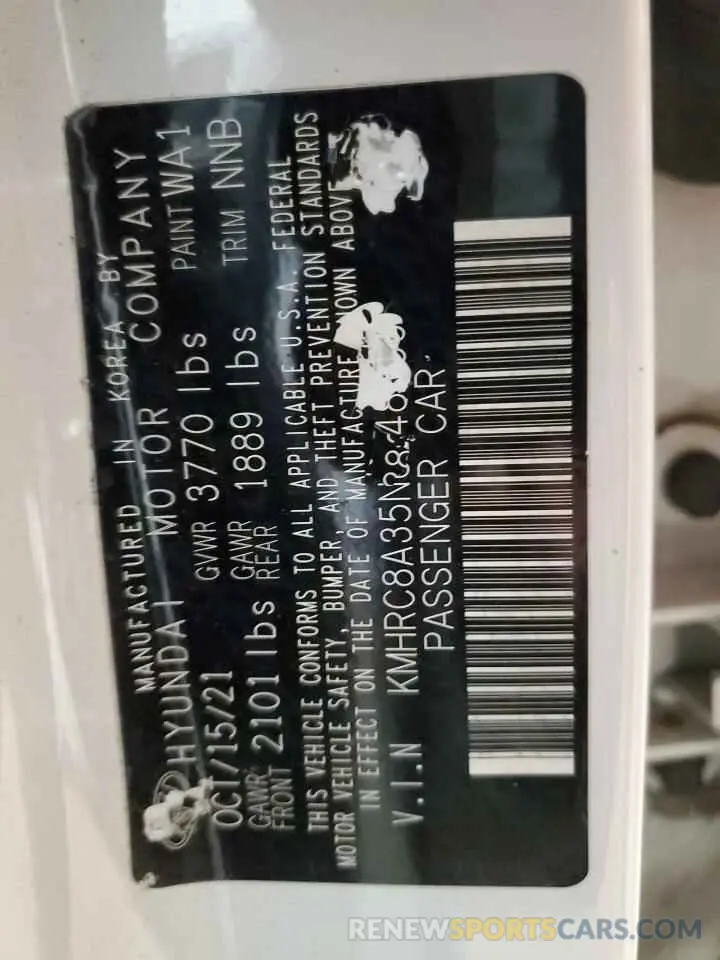 MANUFACTURED IN KOREA BY
HYUNDAI MOTOR COMPANY
OCT/15/21 GVWR 3770 lbs PAINT WA1
GAWR FRONT 2101 lbs GAWR REAR 1889 lbs TRIM NNB
THIS VEHICLE CONFORMS TO ALL APPLICABLE U.S.A. FEDERAL
MOTOR VEHICLE SAFETY, BUMPER, AND THEFT PREVENTION STANDARDS
IN EFFECT ON THE DATE OF MANUFACTURE ABOVE
V.I.N
PASSENGER CAR
RENEWSPORTSCARS.COM